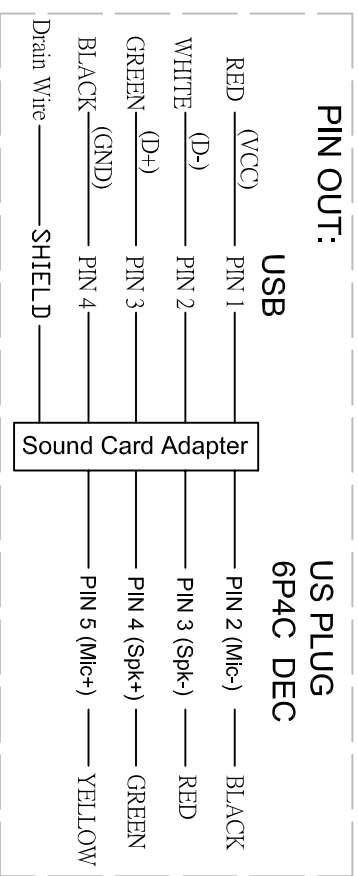 PIN OUT:
USB
US PLUG
6P4C DEC
RED (VCC) PIN 1 PIN 2 (Mic-) BLACK
WHITE (D-) PIN 2 PIN 3 (Spk-) RED
GREEN (D+) PIN 3 PIN 4 (Spk+) GREEN
BLACK (GND) PIN 4 PIN 5 (Mic+) YELLOW
Drain Wire SHIELD
Sound Card Adapter